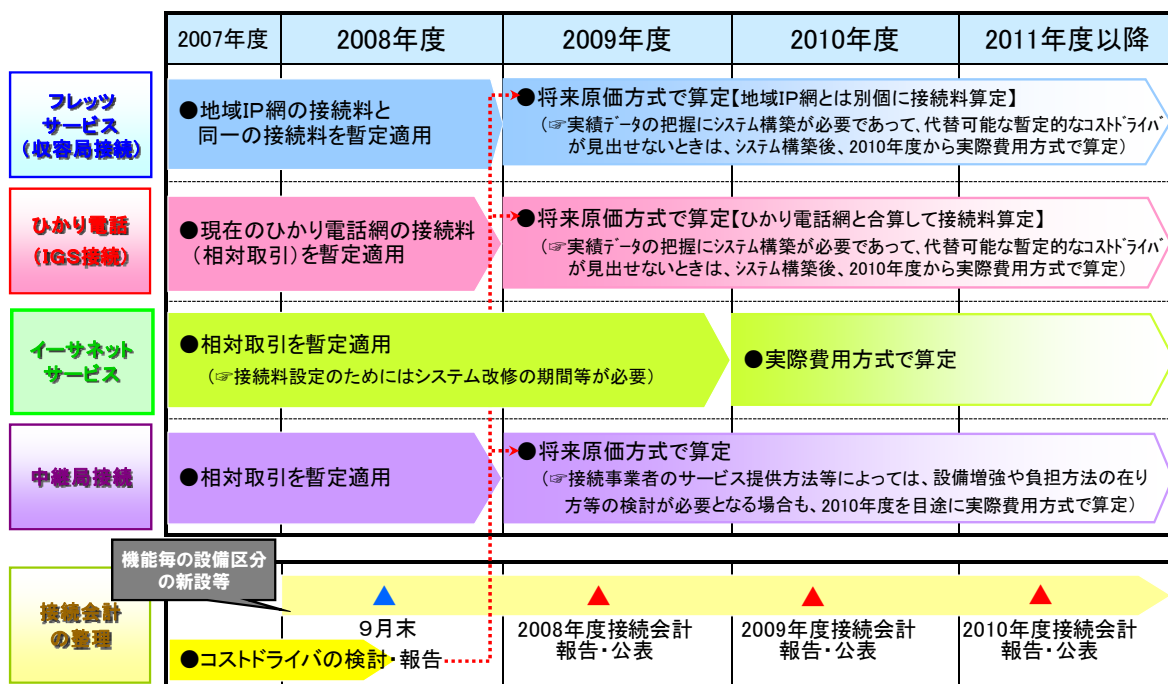 2007年度 2008年度 2009年度 2010年度 2011年度以降
フレッツ
サービス
（収容局接続）
●地域IP網の接続料と
同一の接続料を暫定適用
●将来原価方式で算定【地域IP網とは別個に接続料算定】
（☞実績データの把握にシステム構築が必要であって、代替可能な暫定的なコストドライバ
が見出せないときは、システム構築後、2010年度から実際費用方式で算定）
ひかり電話
（IGS接続）
●現在のひかり電話網の接続料
（相対取引）を暫定適用
●将来原価方式で算定【ひかり電話網と合算して接続料算定】
（☞実績データの把握にシステム構築が必要であって、代替可能な暫定的なコストドライバ
が見出せないときは、システム構築後、2010年度から実際費用方式で算定）
イーサネット
サービス
●相対取引を暫定適用
（☞接続料設定のためにはシステム改修の期間等が必要）
●実際費用方式で算定
中継局接続
●相対取引を暫定適用
●将来原価方式で算定
（☞接続事業者のサービス提供方法等によっては、設備増強や負担方法の在り
方等の検討が必要となる場合も、2010年度を目途に実際費用方式で算定）
機能毎の設備区分
の新設等
接続会計
の整理
９月末
●コストドライバの検討・報告
2008年度接続会計
報告・公表
2009年度接続会計
報告・公表
2010年度接続会計
報告・公表